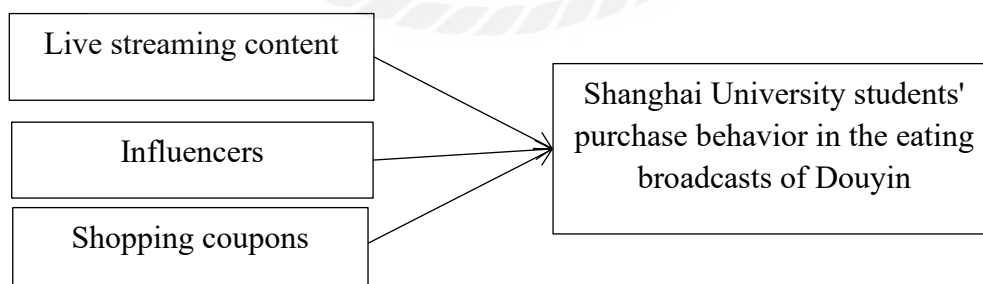 Live streaming content
Influencers
Shopping coupons
Shanghai University students'
purchase behavior in the eating
broadcasts of Douyin